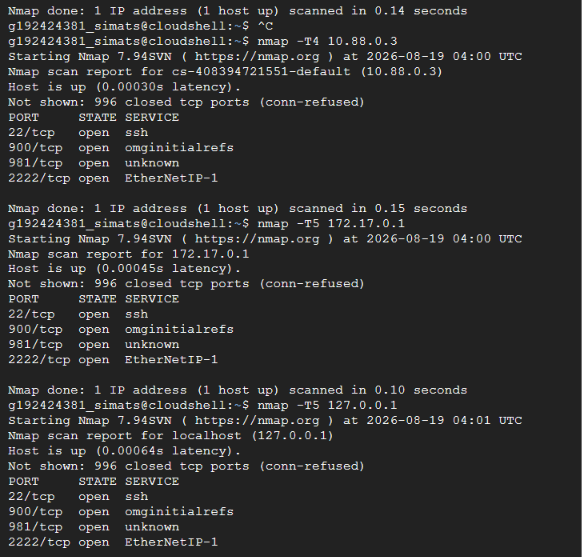 Nmap done: 1 IP address (1 host up) scanned in 0.14 seconds
g192424381_simats@cloudshell:~$ ^C
g192424381_simats@cloudshell:~$ nmap -T4 10.88.0.3
Starting Nmap 7.94SVN ( https://nmap.org ) at 2026-08-19 04:00 UTC
Nmap scan report for cs-408394721551-default (10.88.0.3)
Host is up (0.00030s latency).
Not shown: 996 closed tcp ports (conn-refused)
PORT     STATE SERVICE
22/tcp   open  ssh
900/tcp  open  omginitialrefs
981/tcp  open  unknown
2222/tcp open  EtherNetIP-1

Nmap done: 1 IP address (1 host up) scanned in 0.15 seconds
g192424381_simats@cloudshell:~$ nmap -T5 172.17.0.1
Starting Nmap 7.94SVN ( https://nmap.org ) at 2026-08-19 04:00 UTC
Nmap scan report for 172.17.0.1
Host is up (0.00045s latency).
Not shown: 996 closed tcp ports (conn-refused)
PORT     STATE SERVICE
22/tcp   open  ssh
900/tcp  open  omginitialrefs
981/tcp  open  unknown
2222/tcp open  EtherNetIP-1

Nmap done: 1 IP address (1 host up) scanned in 0.10 seconds
g192424381_simats@cloudshell:~$ nmap -T5 127.0.0.1
Starting Nmap 7.94SVN ( https://nmap.org ) at 2026-08-19 04:01 UTC
Nmap scan report for localhost (127.0.0.1)
Host is up (0.00064s latency).
Not shown: 996 closed tcp ports (conn-refused)
PORT     STATE SERVICE
22/tcp   open  ssh
900/tcp  open  omginitialrefs
981/tcp  open  unknown
2222/tcp open  EtherNetIP-1